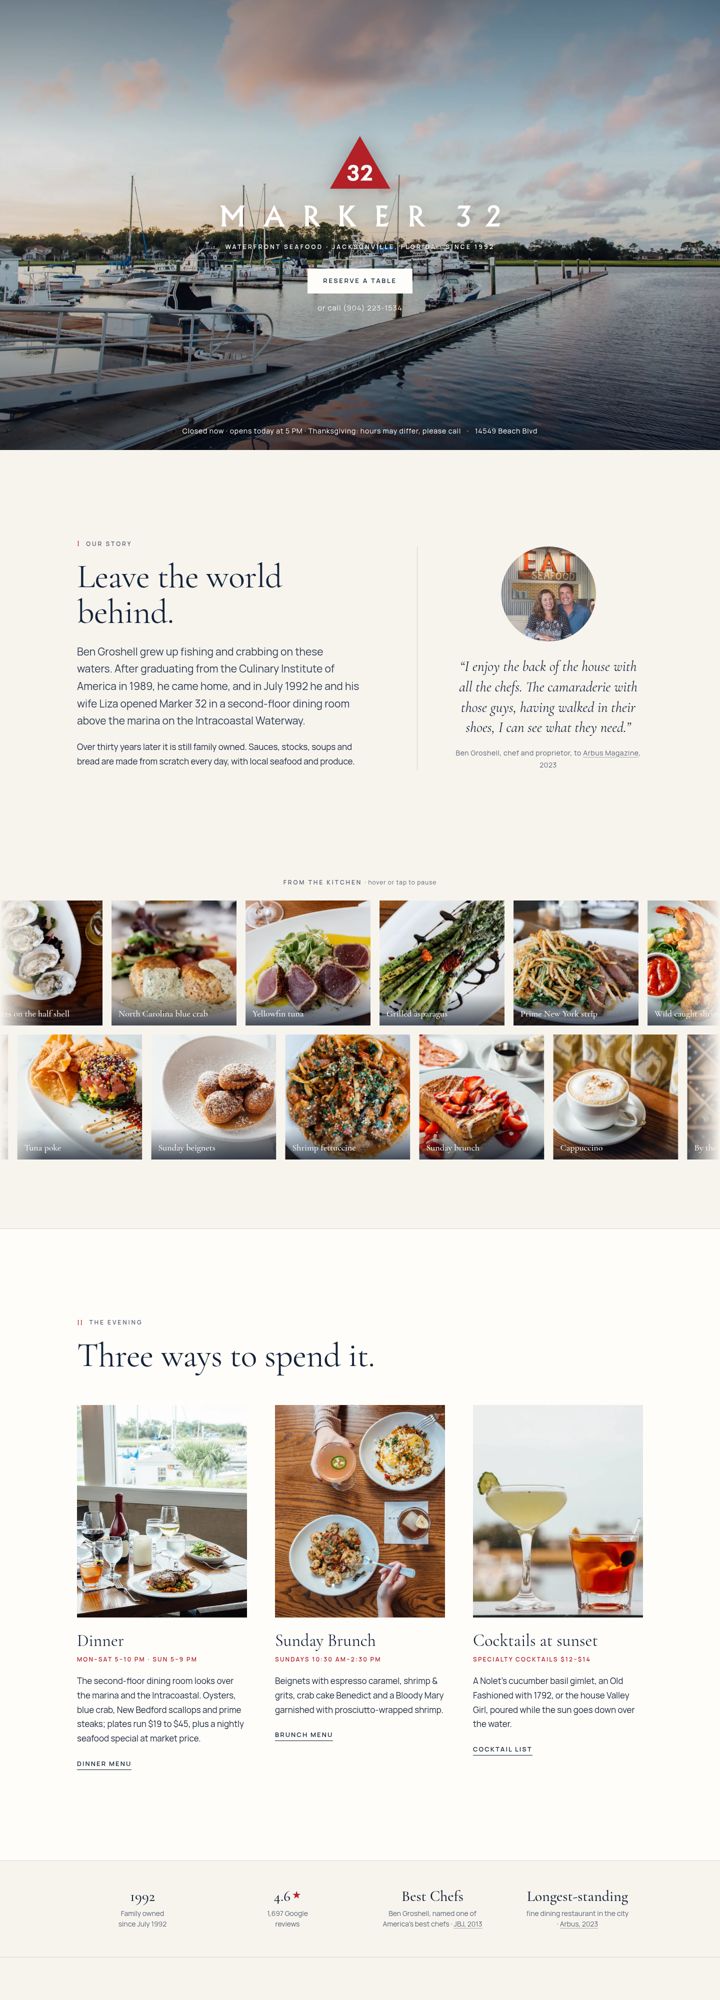 32
MARKER 32
WATERFRONT SEAFOOD · JACKSONVILLE, FLORIDA · SINCE 1992
RESERVE A TABLE
or call (904) 223-1534
Closed now · opens today at 5 PM · Thanksgiving: hours may differ, please call · 14549 Beach Blvd
I OUR STORY
Leave the world
behind.
Ben Groshell grew up fishing and crabbing on these
waters. After graduating from the Culinary Institute of
America in 1989, he came home, and in July 1992 he and his
wife Liza opened Marker 32 in a second-floor dining room
above the marina on the Intracoastal Waterway.
Over thirty years later it is still family owned. Sauces, stocks, soups and
bread are made from scratch every day, with local seafood and produce.
EAT
SEAFOOD
“I enjoy the back of the house with
all the chefs. The camaraderie with
those guys, having walked in their
shoes, I can see what they need.”
Ben Groshell, chef and proprietor, to Arbus Magazine,
2023
FROM THE KITCHEN · hover or tap to pause
on the half shell
North Carolina blue crab
Yellowfin tuna
Grilled asparagus
Prime New York strip
Wild caught
Tuna poke
Sunday beignets
Shrimp fettuccine
Sunday brunch
Cappuccino
By
II THE EVENING
Three ways to spend it.
Dinner
MON–SAT 5–10 PM · SUN 5–9 PM
The second-floor dining room looks over
the marina and the Intracoastal. Oysters,
blue crab, New Bedford scallops and prime
steaks; plates run $19 to $45, plus a nightly
seafood special at market price.
DINNER MENU
Sunday Brunch
SUNDAYS 10:30 AM–2:30 PM
Beignets with espresso caramel, shrimp &
grits, crab cake Benedict and a Bloody Mary
garnished with prosciutto-wrapped shrimp.
BRUNCH MENU
Cocktails at sunset
SPECIALTY COCKTAILS $12–$14
A Nolet's cucumber basil gimlet, an Old
Fashioned with 1792, or the house Valley
Girl, poured while the sun goes down over
the water.
COCKTAIL LIST
1992
Family owned
since July 1992
4.6★
1,697 Google
reviews
Best Chefs
Ben Groshell, named one of
America's best chefs · JBJ, 2013
Longest-standing
fine dining restaurant in the city
· Arbus, 2023